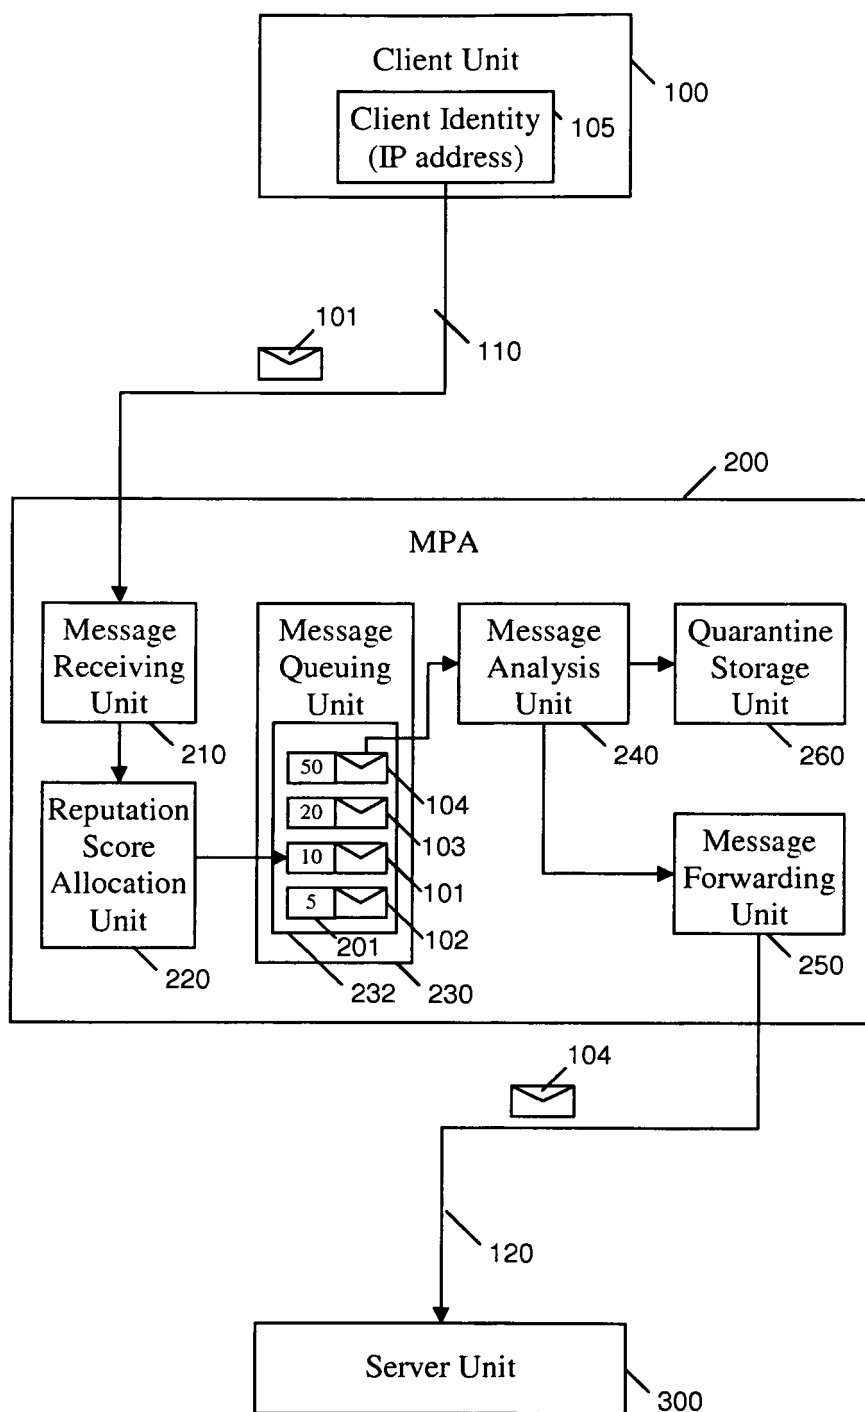 Client Unit
100
Client Identity
(IP address)
105
101
110
200
MPA
Message
Receiving
Unit
210
Message
Queuing
Unit
Message
Analysis
Unit
240
Quarantine
Storage
Unit
260
Reputation
Score
Allocation
Unit
220
50
104
20
103
10
101
5
102
201
232
230
Message
Forwarding
Unit
250
104
120
Server Unit
300